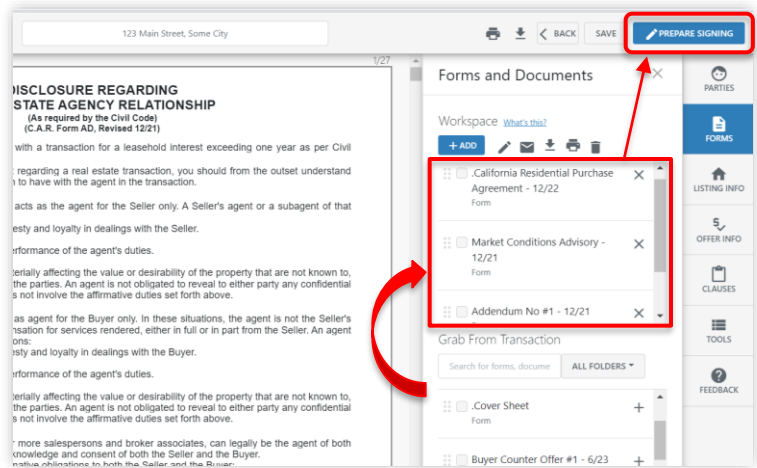 123 Main Street, Some City
BACK
SAVE
PREPARE SIGNING
1/27
DISCLOSURE REGARDING
ESTATE AGENCY RELATIONSHIP
(As required by the Civil Code)
(C.A.R. Form AD, Revised 12/21)
with a transaction for a leasehold interest exceeding one year as per Civil
regarding a real estate transaction, you should from the outset understand
to have with the agent in the transaction.
acts as the agent for the Seller only. A Seller's agent or a subagent of that
esty and loyalty in dealings with the Seller.
erformance of the agent's duties.
terially affecting the value or desirability of the property that are not known to,
the parties. An agent is not obligated to reveal to either party any confidential
s not involve the affirmative duties set forth above.
as agent for the Buyer only. In these situations, the agent is not the Seller's
nsation for services rendered, either in full or in part from the Seller. An agent
ons:
esty and loyalty in dealings with the Buyer.
erformance of the agent's duties.
terially affecting the value or desirability of the property that are not known to,
the parties. An agent is not obligated to reveal to either party any confidential
s not involve the affirmative duties set forth above.
r more salespersons and broker associates, can legally be the agent of both
knowledge and consent of both the Seller and the Buyer.
mative obligations to both the Seller and the Buyer:
Forms and Documents
Workspace What's this?
+ ADD
.California Residential Purchase
Agreement - 12/22
Form
Market Conditions Advisory -
12/21
Form
Addendum No #1 - 12/21
Grab From Transaction
Search for forms, docume
ALL FOLDERS
.Cover Sheet
Form
Buyer Counter Offer #1 - 6/23
PARTIES
FORMS
LISTING INFO
OFFER INFO
CLAUSES
TOOLS
FEEDBACK